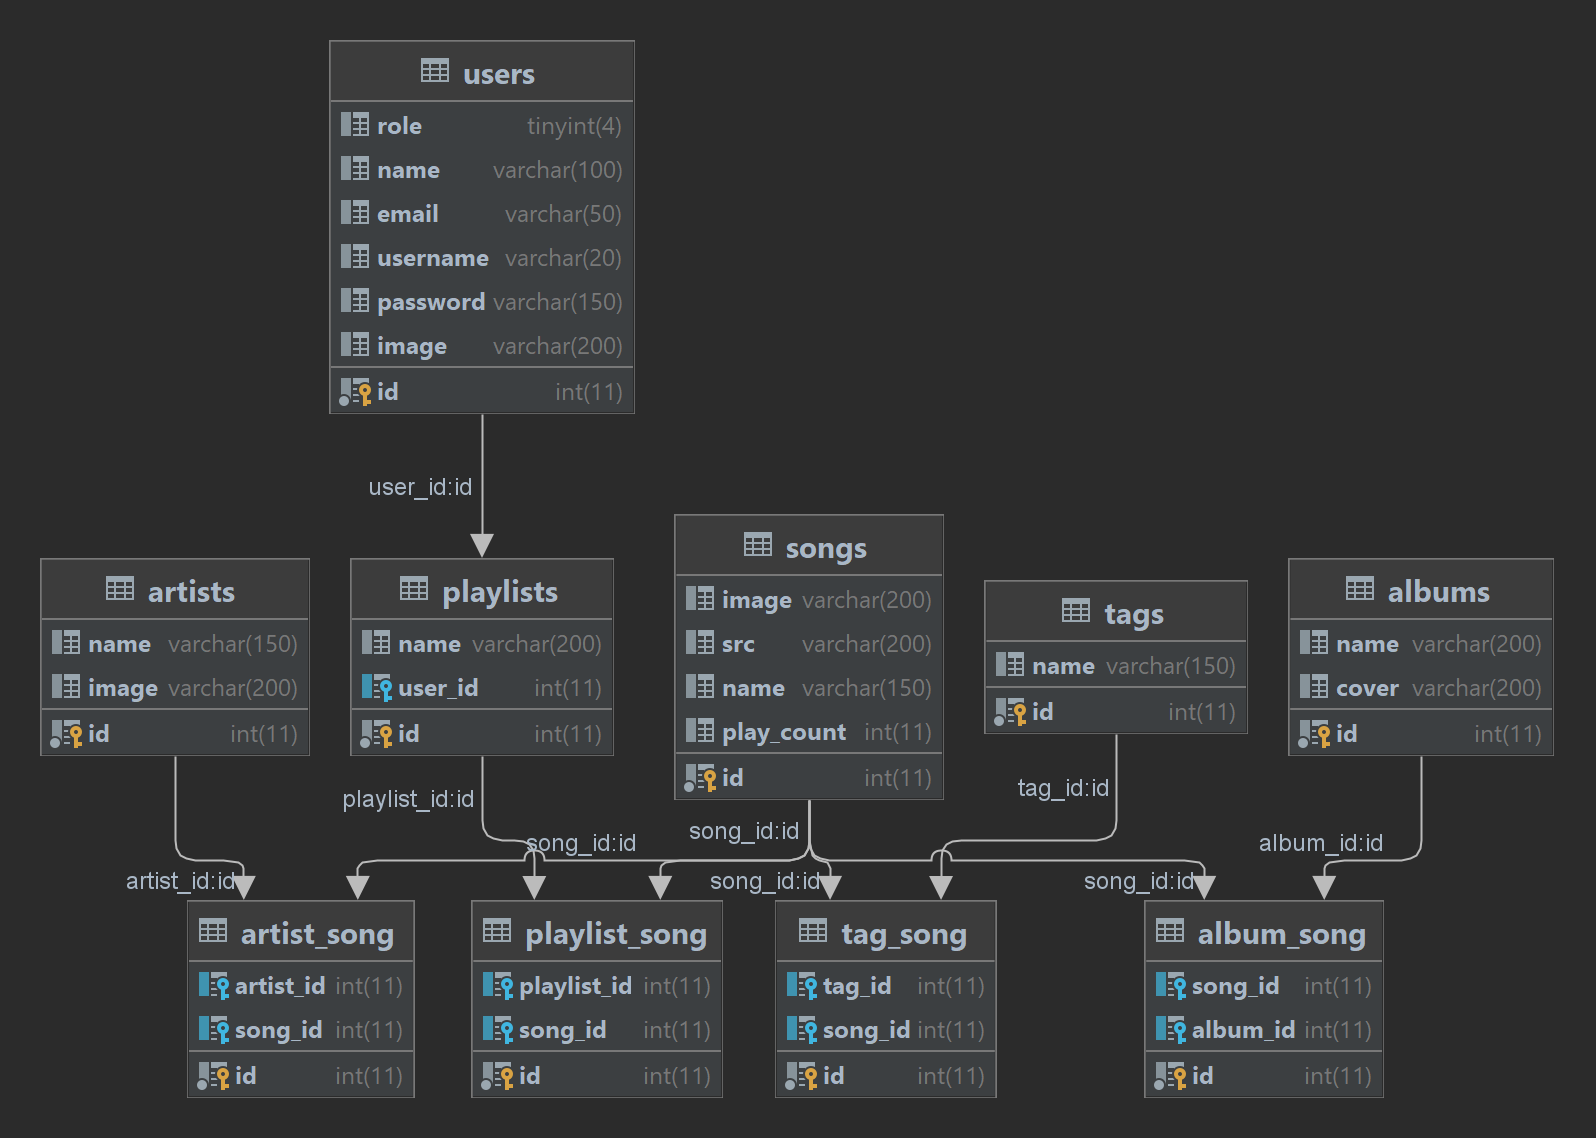 users
role tinyint(4)
name varchar(100)
email varchar(50)
username varchar(20)
password varchar(150)
image varchar(200)
id int(11)
user_id:id
artists
name varchar(150)
image varchar(200)
id int(11)
playlists
name varchar(200)
user_id int(11)
id int(11)
songs
image varchar(200)
src varchar(200)
name varchar(150)
play_count int(11)
id int(11)
tags
name varchar(150)
id int(11)
albums
name varchar(200)
cover varchar(200)
id int(11)
playlist_id:id
song_id:id
song_id:id
tag_id:id
album_id:id
artist_id:id
song_id:id
song_id:id
artist_song
artist_id int(11)
song_id int(11)
id int(11)
playlist_song
playlist_id int(11)
song_id int(11)
id int(11)
tag_song
tag_id int(11)
song_id int(11)
id int(11)
album_song
song_id int(11)
album_id int(11)
id int(11)